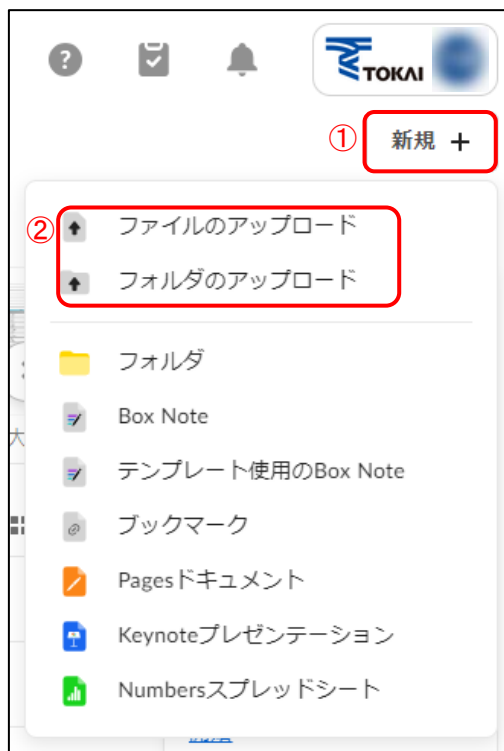 ?
TOKAI
① 新規 +
② ファイルのアップロード
フォルダのアップロード
フォルダ
Box Note
テンプレート使用のBox Note
ブックマーク
Pagesドキュメント
Keynoteプレゼンテーション
Numbersスプレッドシート